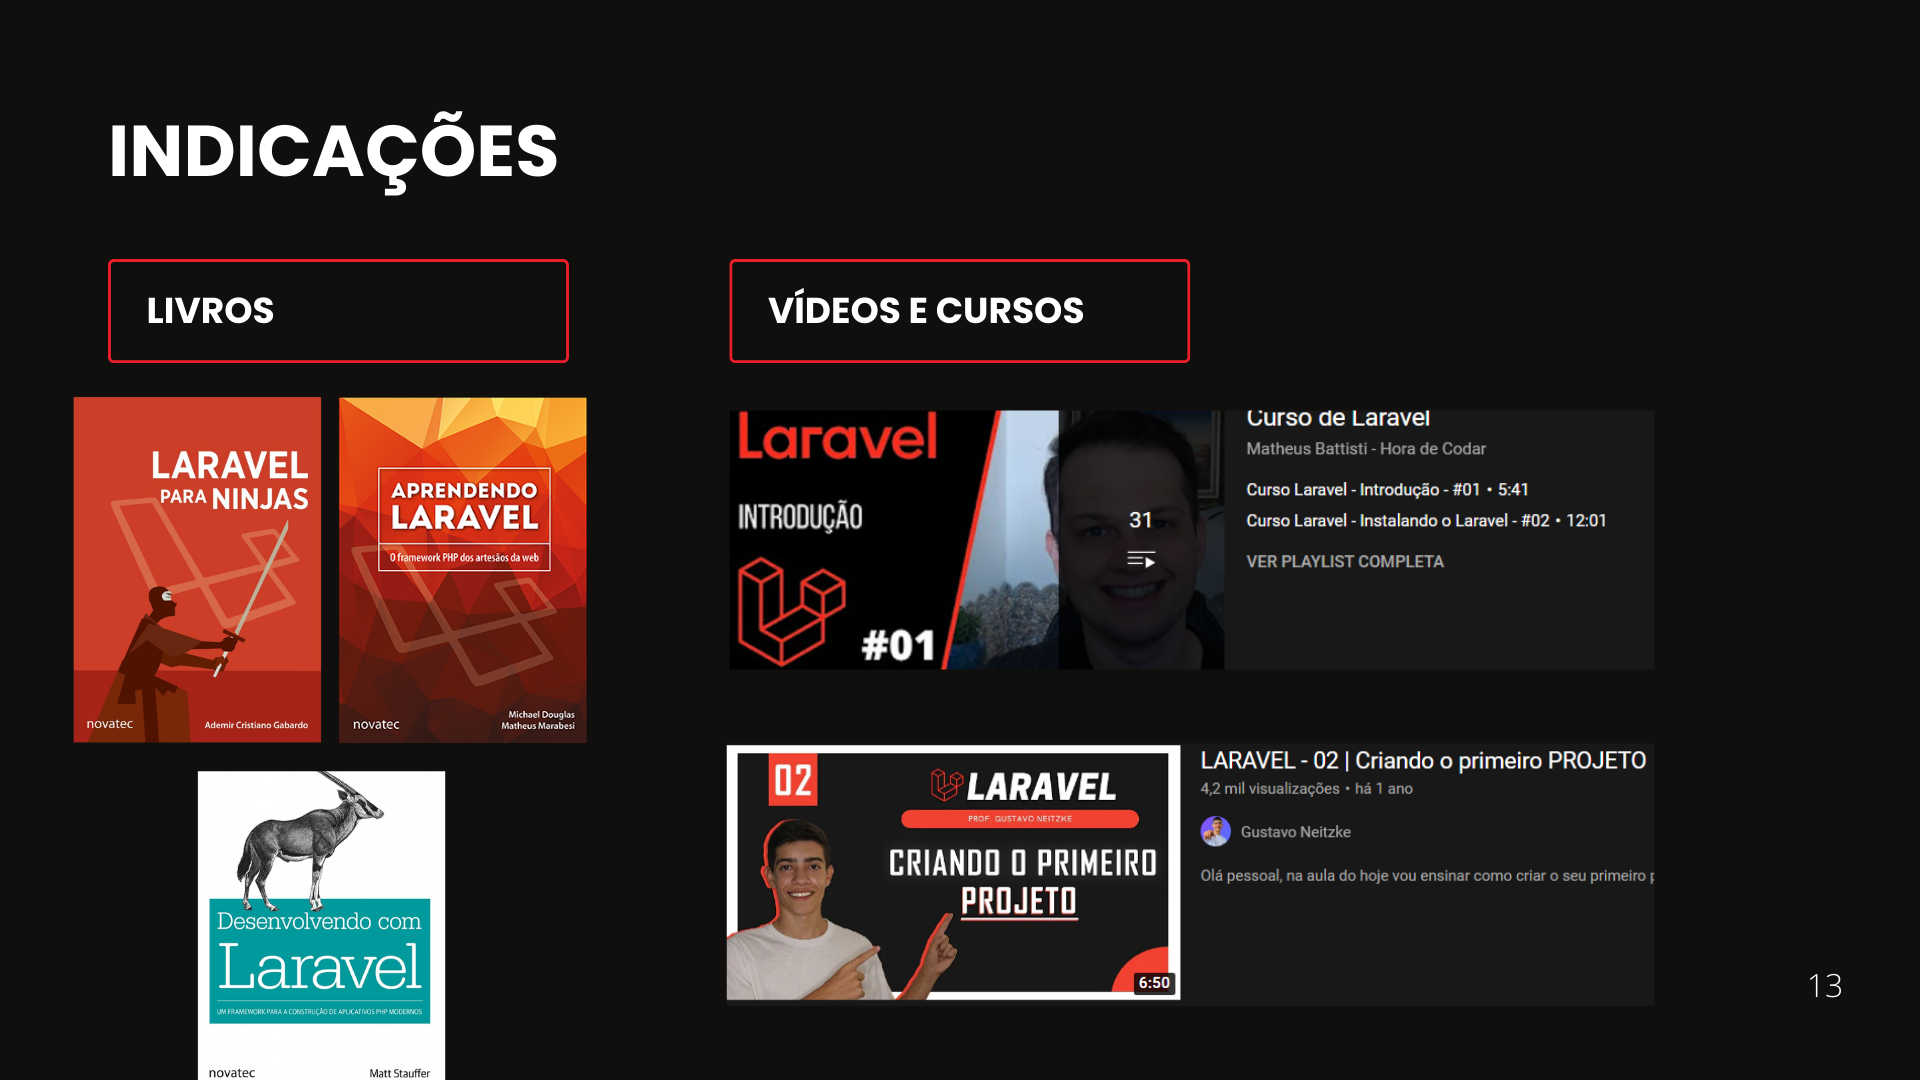 INDICAÇÕES
LIVROS
LARAVEL
PARA NINJAS
novatec
Ademir Cristiano Gabardo
APRENDENDO
LARAVEL
O framework PHP dos artesãos da web
novatec
Michael Douglas
Matheus Marabesi
Desenvolvendo com
Laravel
UM FRAMEWORK PARA A CONSTRUÇÃO DE APLICATIVOS PHP MODERNOS
novatec
Matt Stauffer
VÍDEOS E CURSOS
Laravel
INTRODUÇÃO
#01
31
Curso de Laravel
Matheus Battisti - Hora de Codar
Curso Laravel - Introdução - #01 • 5:41
Curso Laravel - Instalando o Laravel - #02 • 12:01
VER PLAYLIST COMPLETA
02
LARAVEL
PROF. GUSTAVO NEITZKE
CRIANDO O PRIMEIRO
PROJETO
6:50
LARAVEL - 02 | Criando o primeiro PROJETO
4,2 mil visualizações • há 1 ano
Gustavo Neitzke
Olá pessoal, na aula do hoje vou ensinar como criar o seu primeiro p
13